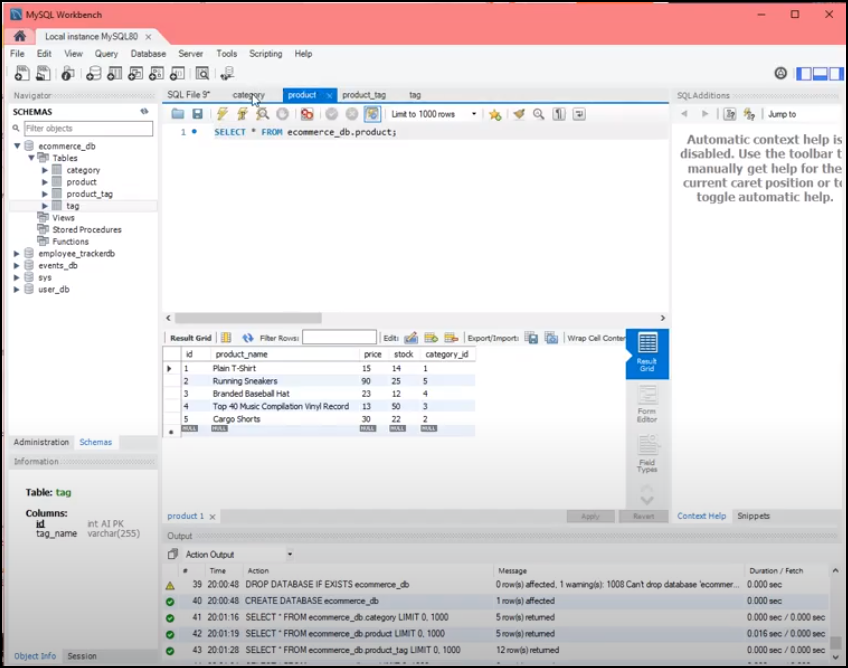 MySQL Workbench
Local instance MySQL80
File Edit View Query Database Server Tools Scripting Help
Navigator
SCHEMAS
Filter objects
ecommerce_db
Tables
category
product
product_tag
tag
Views
Stored Procedures
Functions
employee_trackerdb
events_db
sys
user_db
Administration Schemas
Information
Table: tag
Columns:
id int AI PK
tag_name varchar(255)
Object Info Session
SQL File 9* category product product_tag tag
Limit to 1000 rows
1 SELECT * FROM ecommerce_db.product;
Result Grid Filter Rows: Edit: Export/Import: Wrap Cell Conter
id product_name price stock category_id
1 Plain T-Shirt 15 14 1
2 Running Sneakers 90 25 5
3 Branded Baseball Hat 23 12 4
4 Top 40 Music Compilation Vinyl Record 13 50 3
5 Cargo Shorts 30 22 2
NULL NULL NULL NULL NULL
Result Grid
Form Editor
Field Types
product 1 Apply Revert
SQLAdditions
Jump to
Automatic context help is
disabled. Use the toolbar t
manually get help for the
current caret position or to
toggle automatic help.
Context Help Snippets
Output
Action Output
# Time Action Message Duration / Fetch
39 20:00:48 DROP DATABASE IF EXISTS ecommerce_db 0 row(s) affected, 1 warning(s): 1008 Can't drop database 'ecommer... 0.000 sec
40 20:00:48 CREATE DATABASE ecommerce_db 1 row(s) affected 0.000 sec
41 20:01:16 SELECT * FROM ecommerce_db.category LIMIT 0, 1000 5 row(s) returned 0.000 sec / 0.000 sec
42 20:01:19 SELECT * FROM ecommerce_db.product LIMIT 0, 1000 5 row(s) returned 0.016 sec / 0.000 sec
43 20:01:28 SELECT * FROM ecommerce_db.product_tag LIMIT 0, 1000 12 row(s) returned 0.000 sec / 0.000 sec